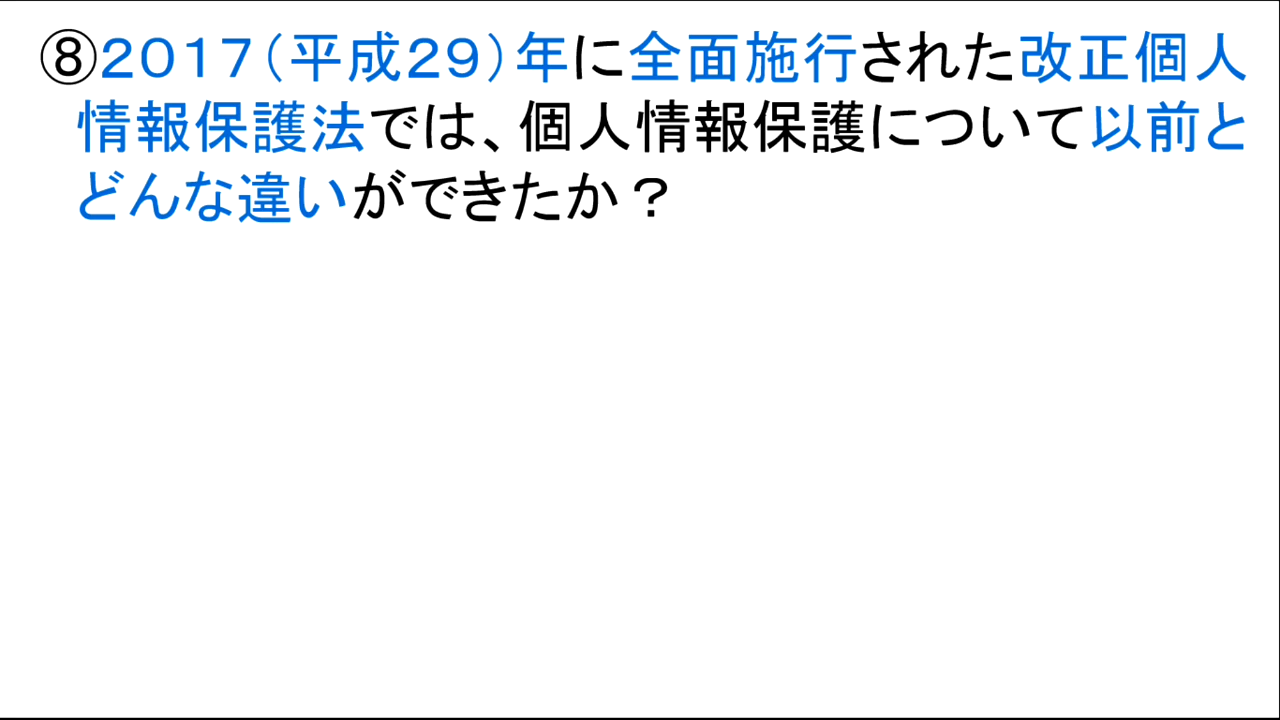 ⑧２０１７（平成２９）年に全面施行された改正個人
情報保護法では、個人情報保護について以前と
どんな違いができたか？